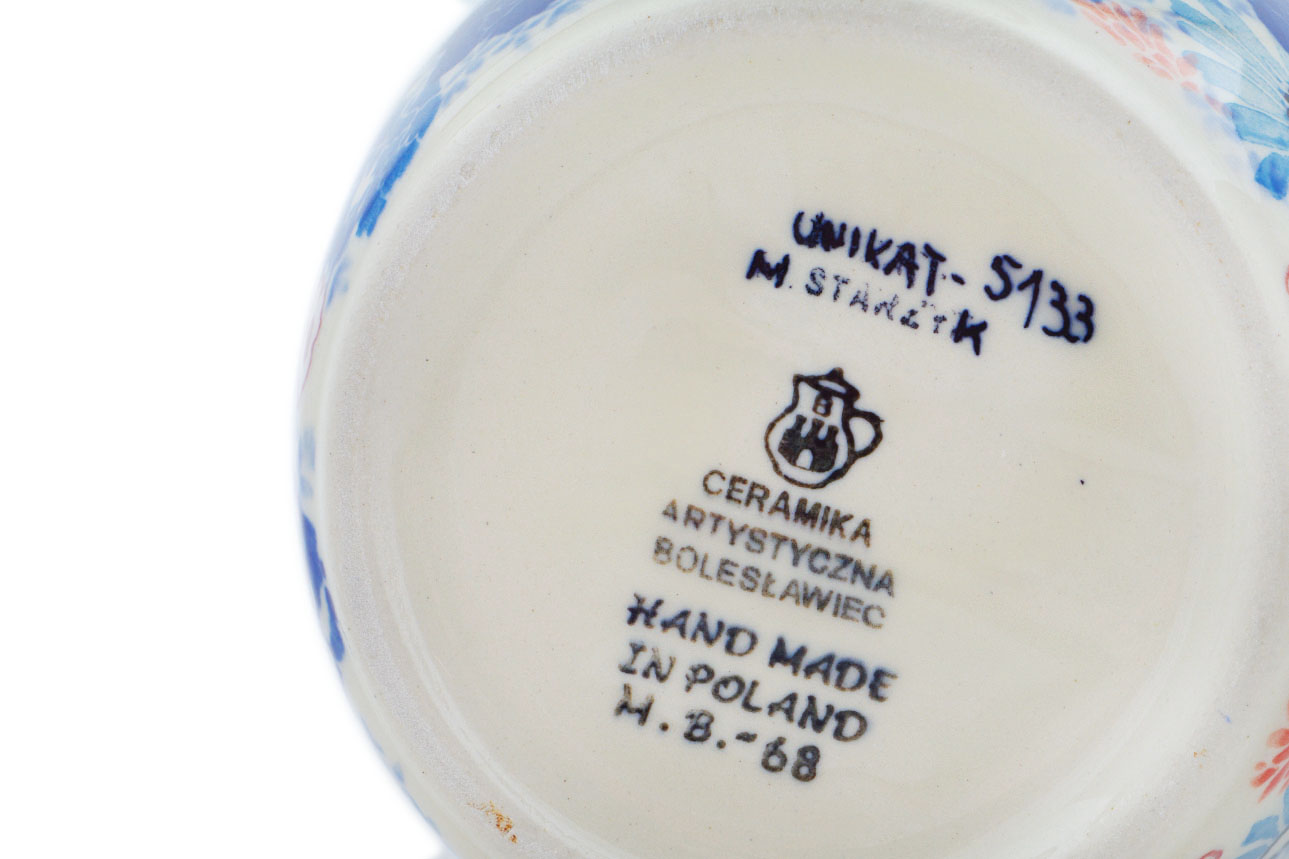 UNIKAT- 5133
M. STARZYK
B
CERAMIKA
ARTYSTYCZNA
BOLESŁAWIEC
HAND MADE
IN POLAND
M.B.-68